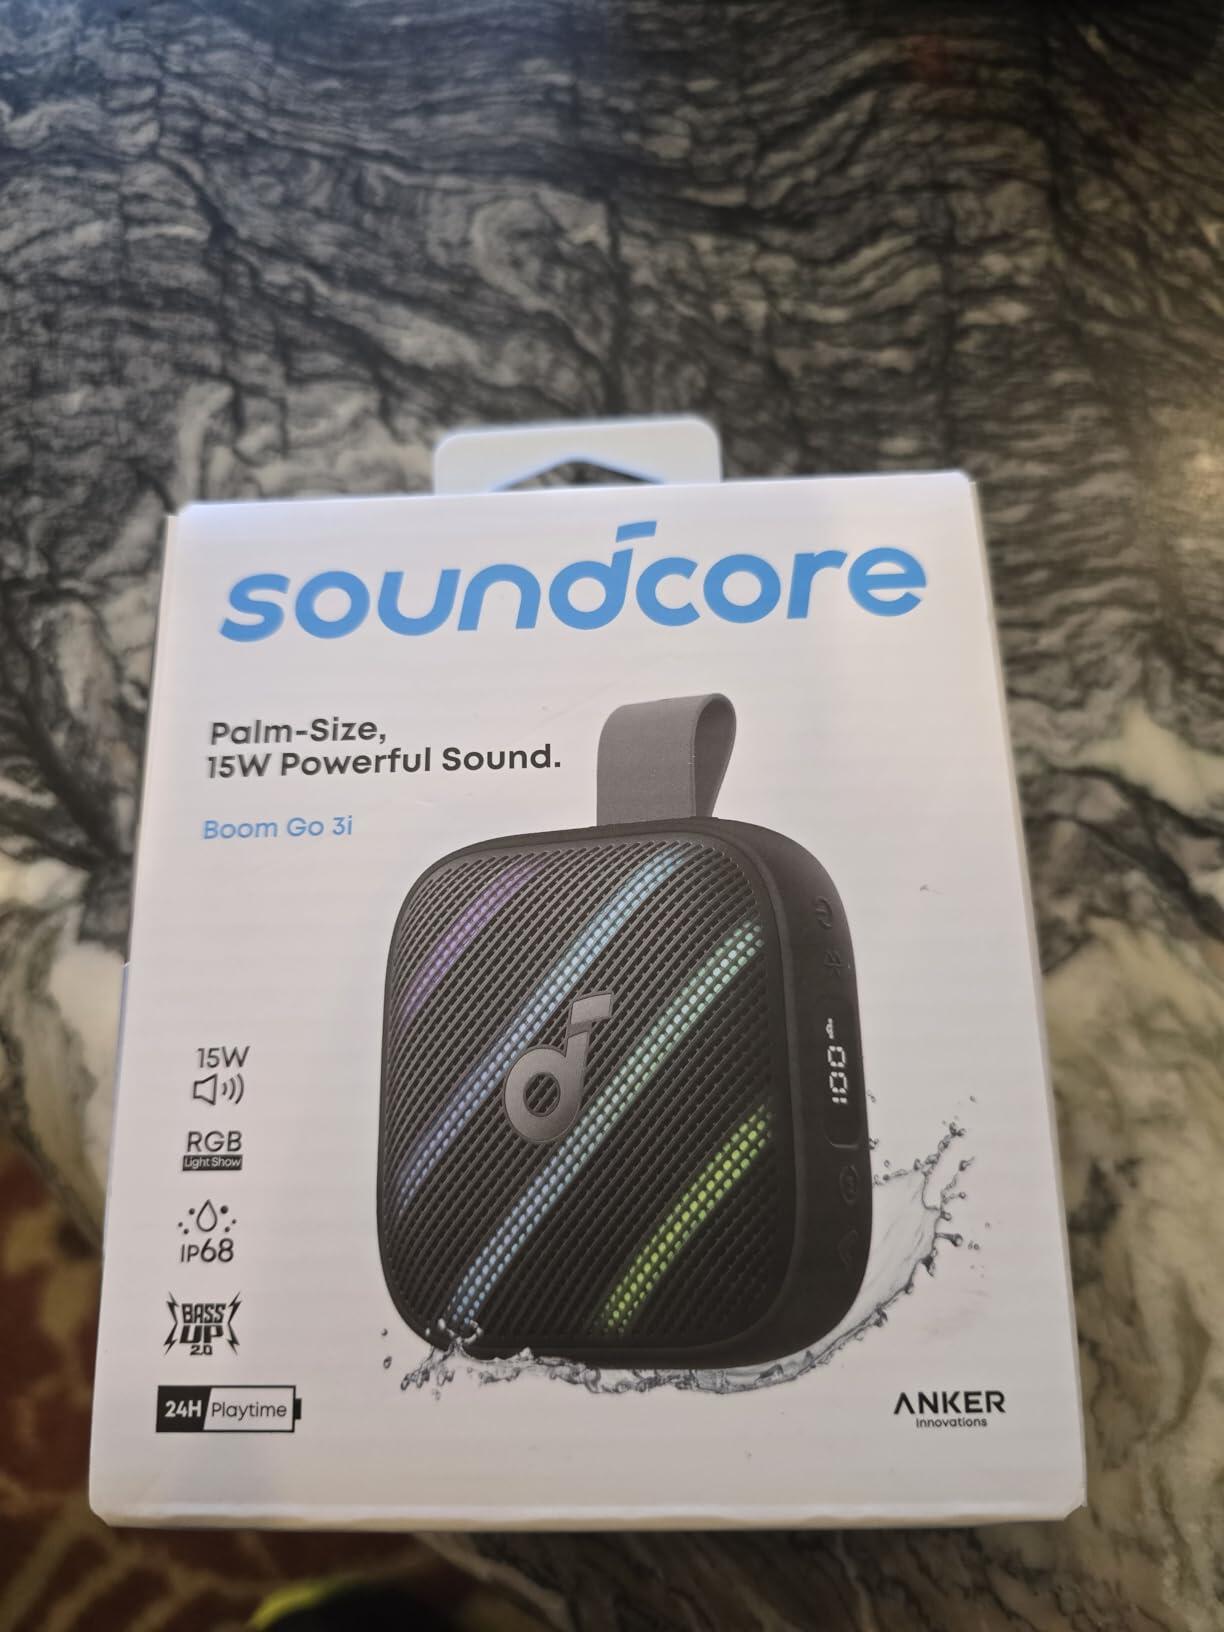 soundcore
Palm-Size,
15W Powerful Sound.
Boom Go 3i
100
15W
RGB
Light Show
IP68
BASS
UP
2.0
24H Playtime
ANKER
Innovations